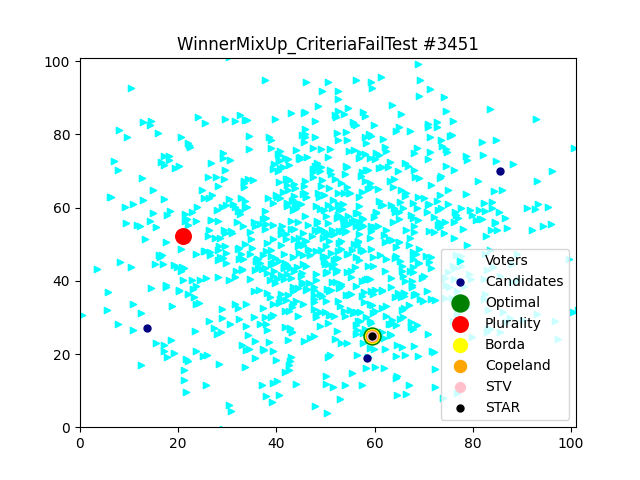 WinnerMixUp_CriteriaFailTest #3451
100
80
60
40
20
0
0 20 40 60 80 100
Voters
Candidates
Optimal
Plurality
Borda
Copeland
STV
STAR